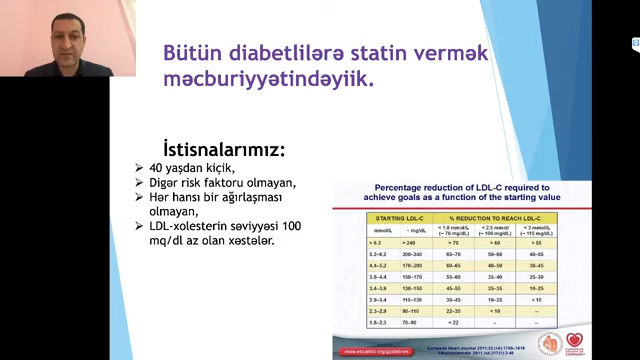 Bütün diabetlilərə statin vermək
məcburiyyətindəyiik.
İstisnalarımız:
➢ 40 yaşdan kiçik,
➢ Digər risk faktoru olmayan,
➢ Hər hansı bir ağırlaşması
olmayan,
➢ LDL-xolesterin səviyyəsi 100
mq/dl az olan xəstələr.
Percentage reduction of LDL-C required to
achieve goals as a function of the starting value
STARTING LDL-C % REDUCTION TO REACH LDL-C
mmol/L ~ mg/dL < 1.8 mmol/L (~ 70 mg/dL) < 2.5 mmol/ (~ 100 mg/dL) < 3 mmol/L (~ 115 mg/dL)
> 6.2 > 240 > 70 > 60 > 55
5.2–6.2 200–240 65–70 50–60 40–55
4.4–5.2 170–200 60–65 40–50 30–45
3.9–4.4 150–170 55–60 35–40 25–30
3.4–3.9 130–150 45–55 25–35 10–25
2.9–3.4 110–130 35–45 10–25 < 10
2.3–2.9 90–110 22–35 < 10 –
1.8–2.3 70–90 < 22 – –
www.escardio.org/guidelines
European Heart Journal 2011;32(14):1769–1818
Atherosclerosis 2011 Jul;217(1):3-46